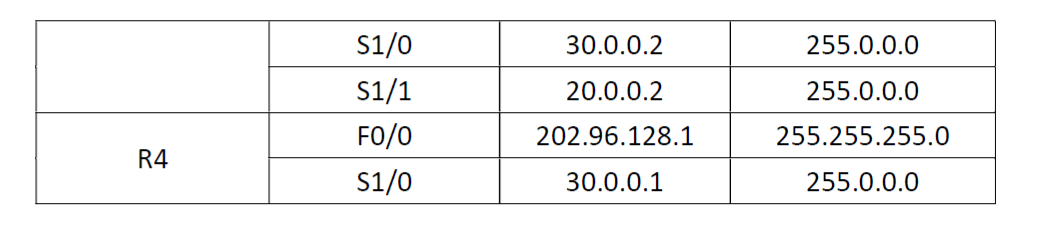 S1/0 30.0.0.2 255.0.0.0
S1/1 20.0.0.2 255.0.0.0
R4 F0/0 202.96.128.1 255.255.255.0
S1/0 30.0.0.1 255.0.0.0